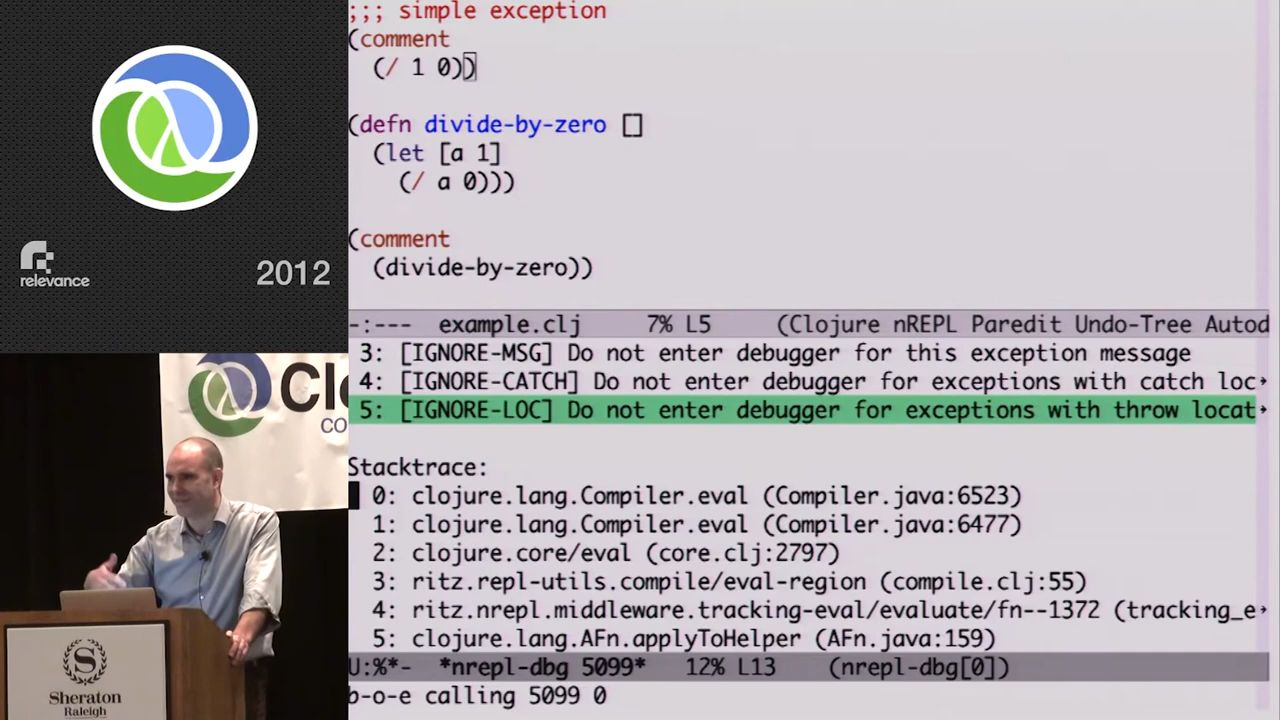 relevance
2012
Clo
CO
S
Sheraton
Raleigh
;;; simple exception
(comment
(/ 1 0))
(defn divide-by-zero []
(let [a 1]
(/ a 0)))
(comment
(divide-by-zero))
-:--- example.clj 7% L5 (Clojure nREPL Paredit Undo-Tree Autod
3: [IGNORE-MSG] Do not enter debugger for this exception message
4: [IGNORE-CATCH] Do not enter debugger for exceptions with catch loc
5: [IGNORE-LOC] Do not enter debugger for exceptions with throw locat
Stacktrace:
0: clojure.lang.Compiler.eval (Compiler.java:6523)
1: clojure.lang.Compiler.eval (Compiler.java:6477)
2: clojure.core/eval (core.clj:2797)
3: ritz.repl-utils.compile/eval-region (compile.clj:55)
4: ritz.nrepl.middleware.tracking-eval/evaluate/fn--1372 (tracking_e
5: clojure.lang.AFn.applyToHelper (AFn.java:159)
U:%*- *nrepl-dbg 5099* 12% L13 (nrepl-dbg[0])
b-o-e calling 5099 0